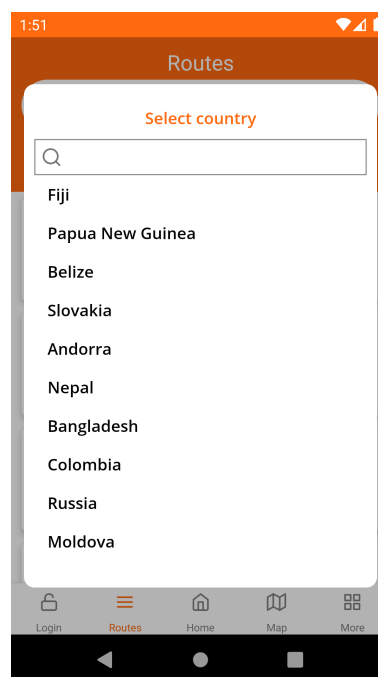 1:51
Routes
Select country
Fiji
Papua New Guinea
Belize
Slovakia
Andorra
Nepal
Bangladesh
Colombia
Russia
Moldova
Login
Routes
Home
Map
More